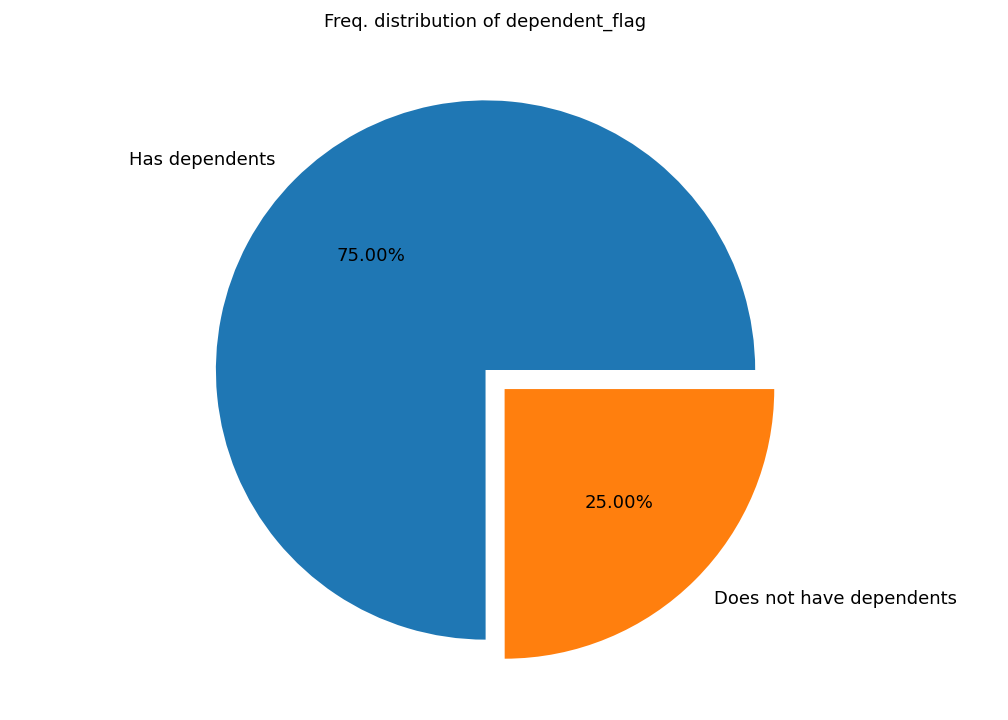 Freq. distribution of dependent_flag
Has dependents
75.00%
25.00%
Does not have dependents